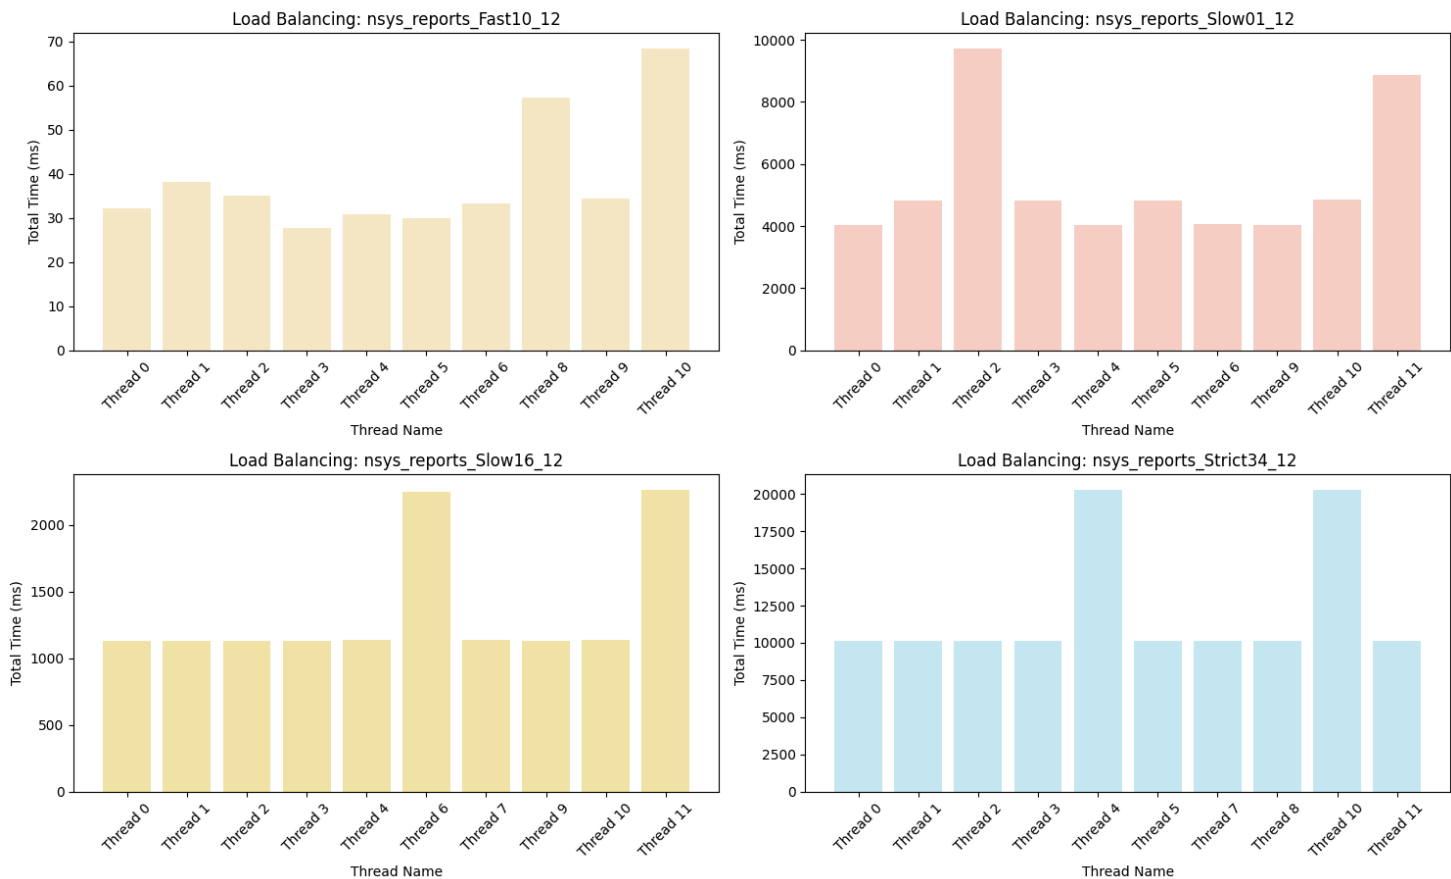 Load Balancing: nsys_reports_Fast10_12
Total Time (ms)
70
60
50
40
30
20
10
0
Thread 0
Thread 1
Thread 2
Thread 3
Thread 4
Thread 5
Thread 6
Thread 8
Thread 9
Thread 10
Thread Name
Load Balancing: nsys_reports_Slow01_12
Total Time (ms)
10000
8000
6000
4000
2000
0
Thread 0
Thread 1
Thread 2
Thread 3
Thread 4
Thread 5
Thread 6
Thread 9
Thread 10
Thread 11
Thread Name
Load Balancing: nsys_reports_Slow16_12
Total Time (ms)
2000
1500
1000
500
0
Thread 0
Thread 1
Thread 2
Thread 3
Thread 4
Thread 6
Thread 7
Thread 9
Thread 10
Thread 11
Thread Name
Load Balancing: nsys_reports_Strict34_12
Total Time (ms)
20000
17500
15000
12500
10000
7500
5000
2500
0
Thread 0
Thread 1
Thread 2
Thread 3
Thread 4
Thread 5
Thread 7
Thread 8
Thread 10
Thread 11
Thread Name